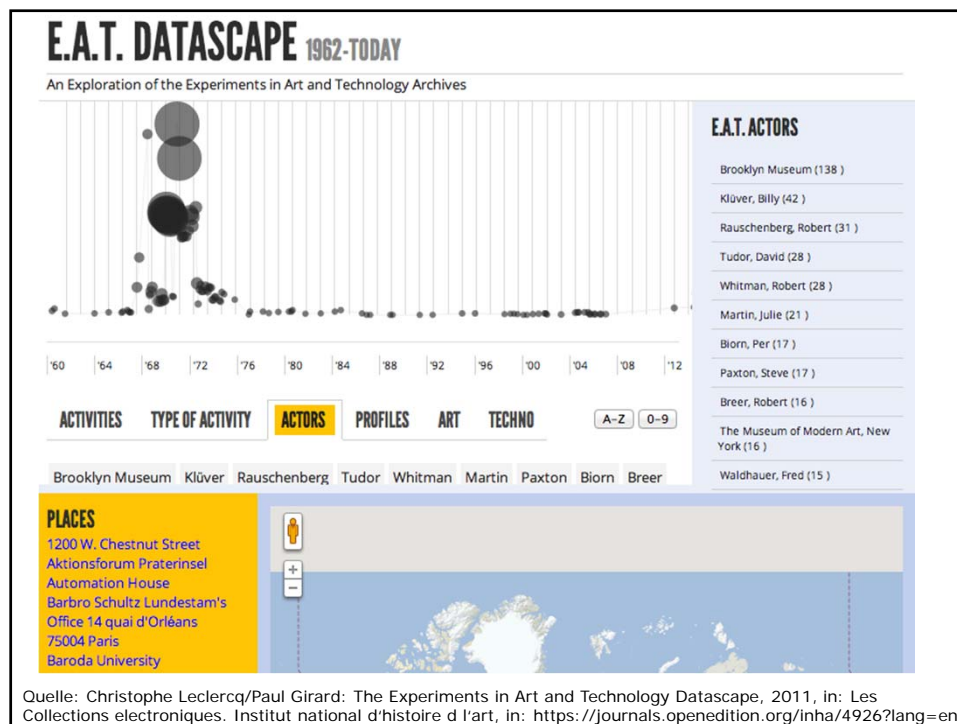 E.A.T. DATASCAPE 1962-TODAY
An Exploration of the Experiments in Art and Technology Archives
'60 '64 '68 '72 '76 '80 '84 '88 '92 '96 '00 '04 '08 '12
ACTIVITIES TYPE OF ACTIVITY ACTORS PROFILES ART TECHNO A-Z 0-9
Brooklyn Museum Klüver Rauschenberg Tudor Whitman Martin Paxton Biorn Breer
E.A.T. ACTORS
Brooklyn Museum (138 )
Klüver, Billy (42 )
Rauschenberg, Robert (31 )
Tudor, David (28 )
Whitman, Robert (28 )
Martin, Julie (21 )
Biorn, Per (17 )
Paxton, Steve (17 )
Breer, Robert (16 )
The Museum of Modern Art, New
York (16 )
Waldhauer, Fred (15 )
PLACES
1200 W. Chestnut Street
Aktionsforum Praterinsel
Automation House
Barbro Schultz Lundestam's
Office 14 quai d'Orléans
75004 Paris
Baroda University
+
−
Quelle: Christophe Leclercq/Paul Girard: The Experiments in Art and Technology Datascape, 2011, in: Les
Collections electroniques. Institut national d'histoire d l'art, in: https://journals.openedition.org/inha/4926?lang=en